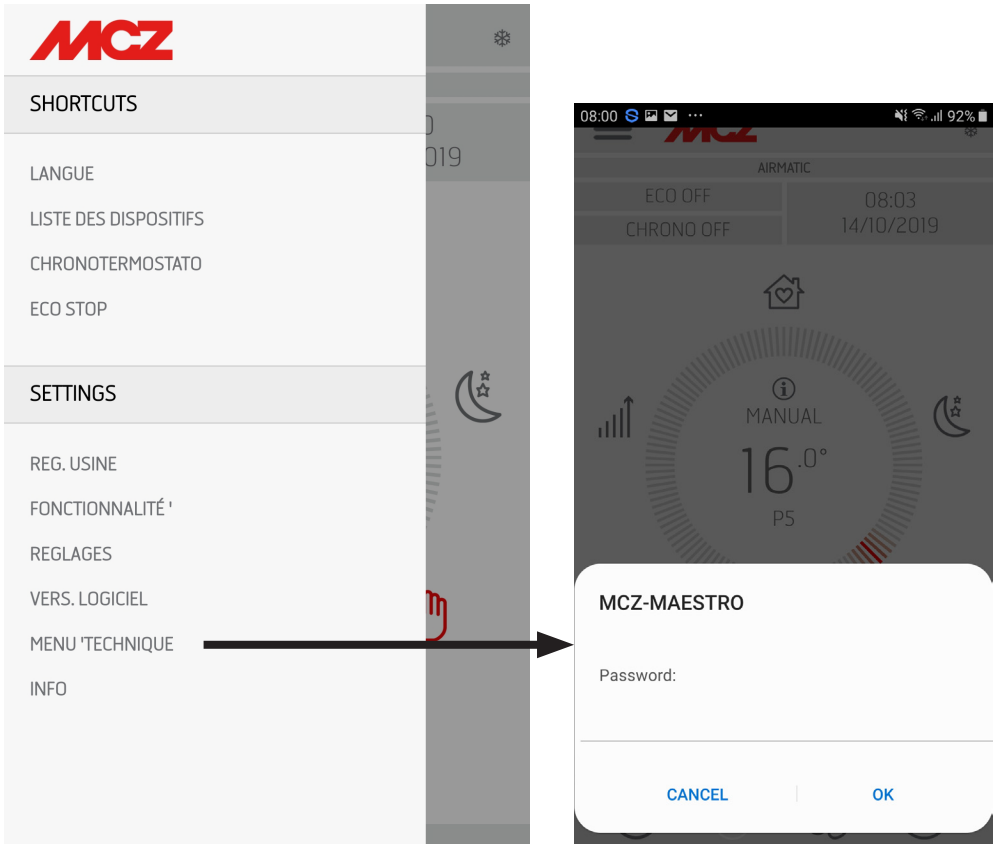 MCZ
SHORTCUTS
LANGUE
LISTE DES DISPOSITIFS
CHRONOTERMOSTATO
ECO STOP
SETTINGS
REG. USINE
FONCTIONNALITÉ '
REGLAGES
VERS. LOGICIEL
MENU 'TECHNIQUE
INFO
019
08:00 92%
MCZ
AIRMATIC
ECO OFF
CHRONO OFF
08:03
14/10/2019
MANUAL
16.0°
P5
MCZ-MAESTRO
Password:
CANCEL OK